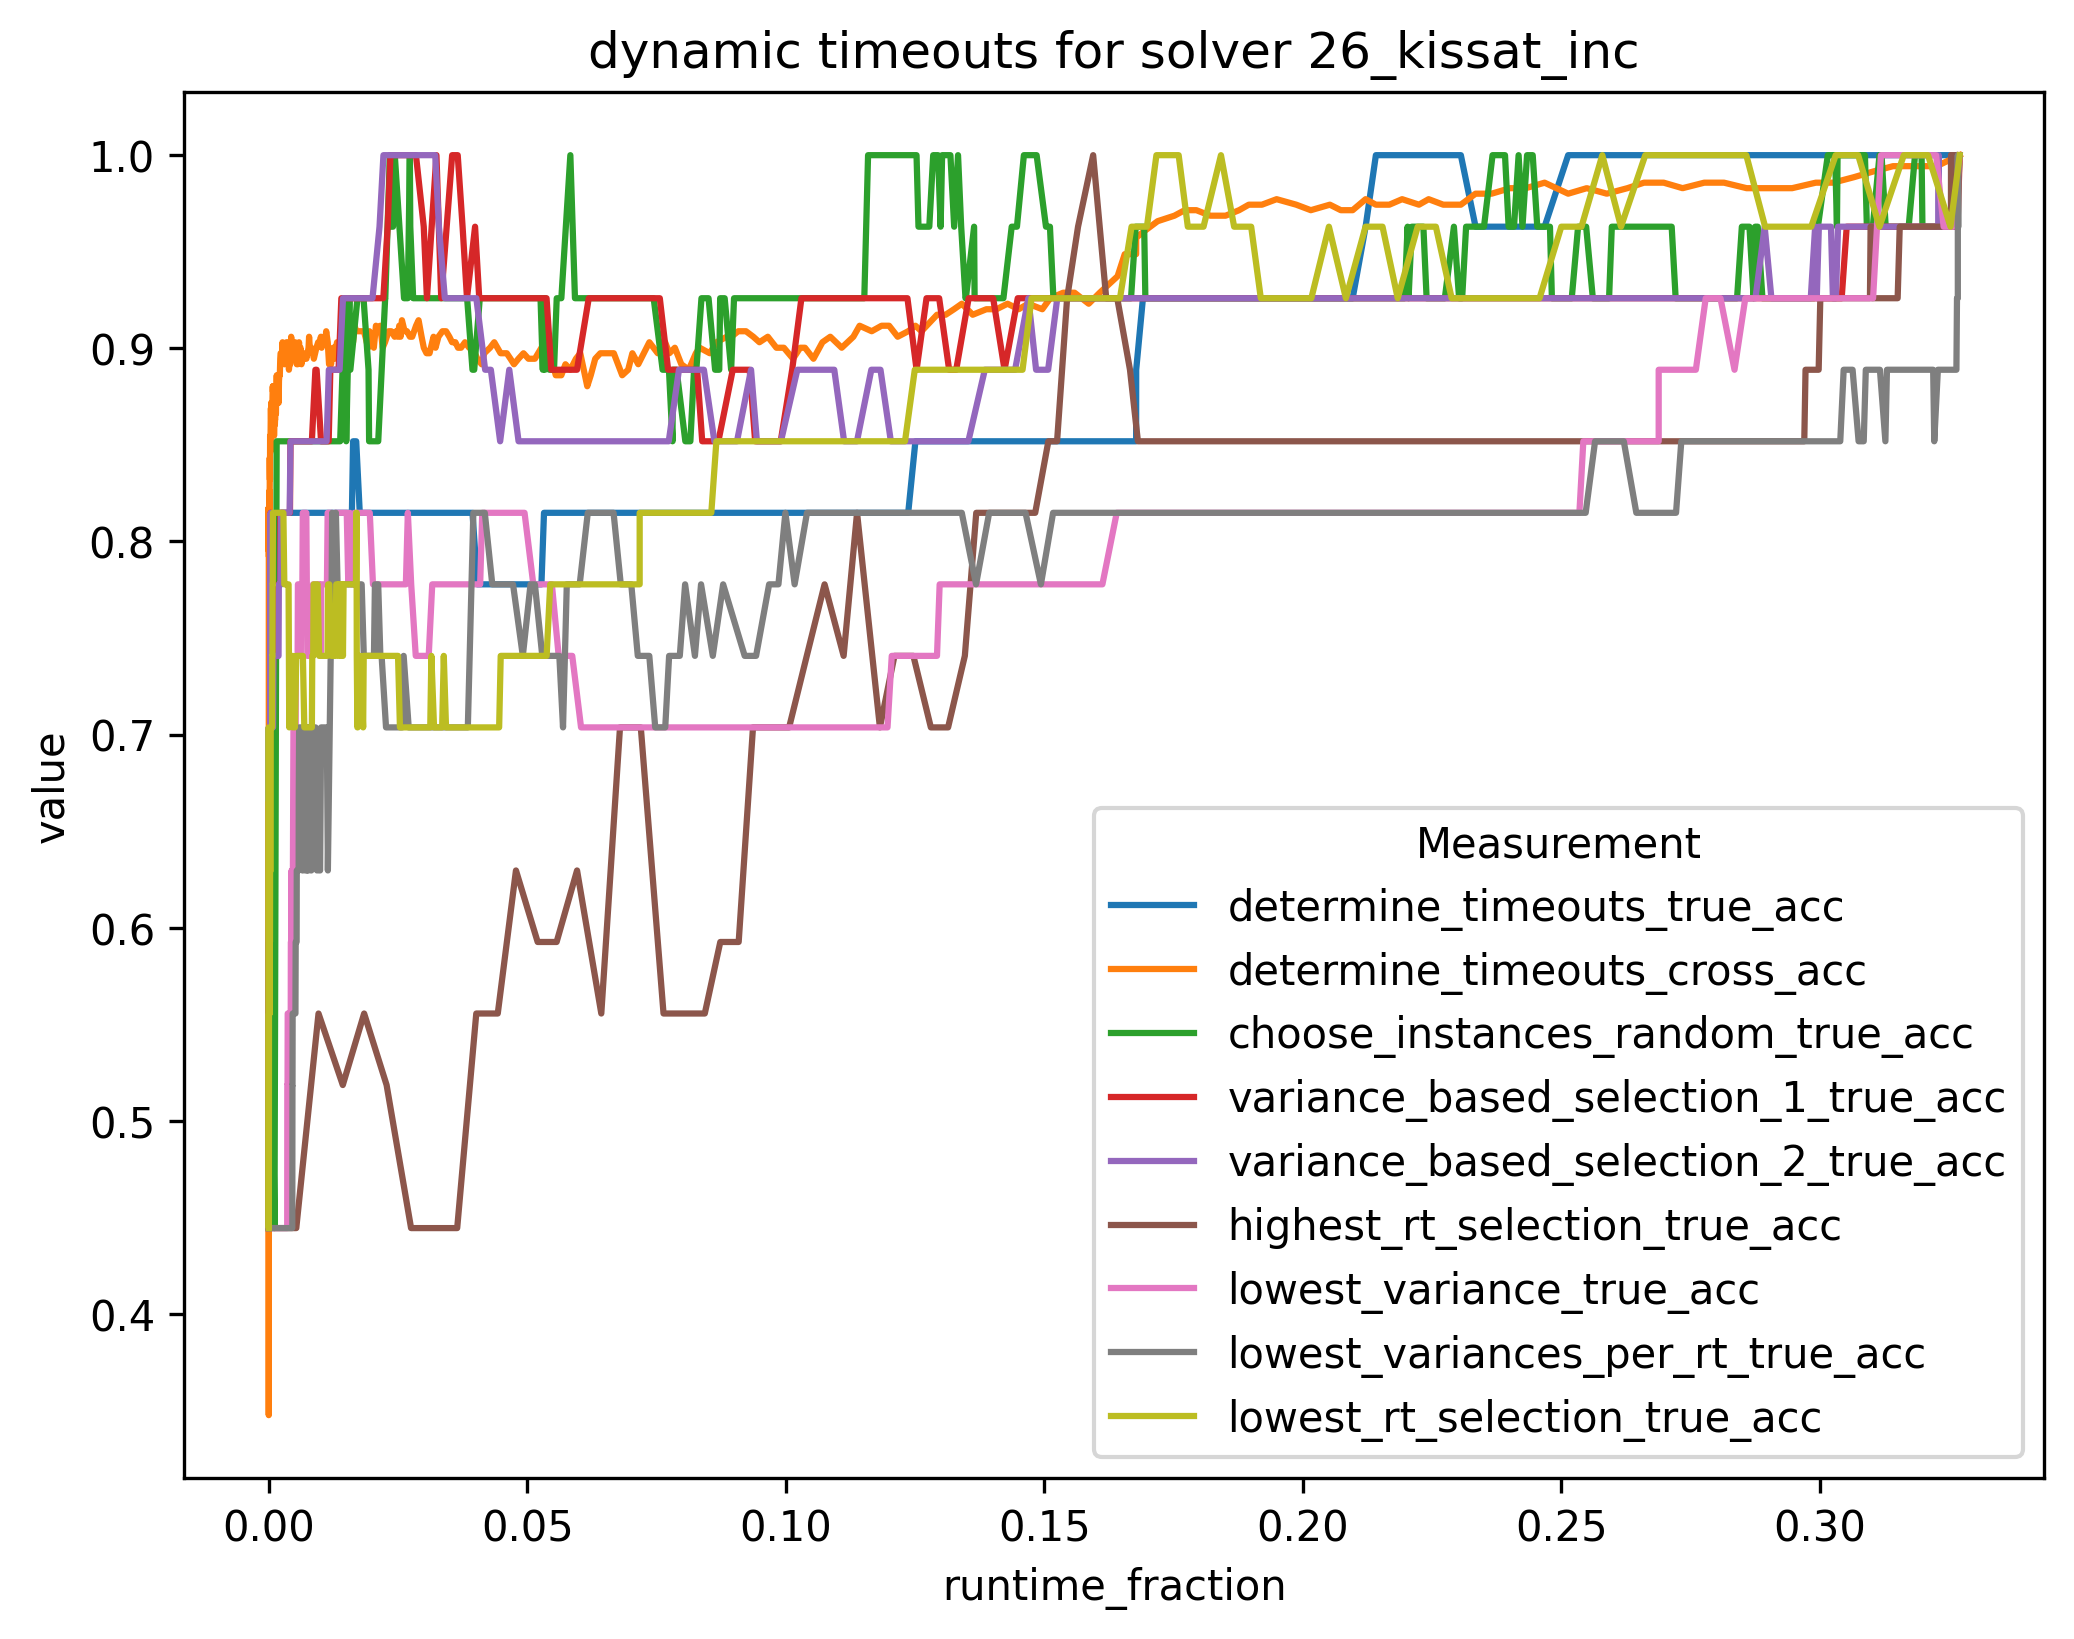 dynamic timeouts for solver 26_kissat_inc
1.0
0.9
0.8
0.7
0.6
0.5
0.4
value
Measurement
determine_timeouts_true_acc
determine_timeouts_cross_acc
choose_instances_random_true_acc
variance_based_selection_1_true_acc
variance_based_selection_2_true_acc
highest_rt_selection_true_acc
lowest_variance_true_acc
lowest_variances_per_rt_true_acc
lowest_rt_selection_true_acc
0.00 0.05 0.10 0.15 0.20 0.25 0.30
runtime_fraction